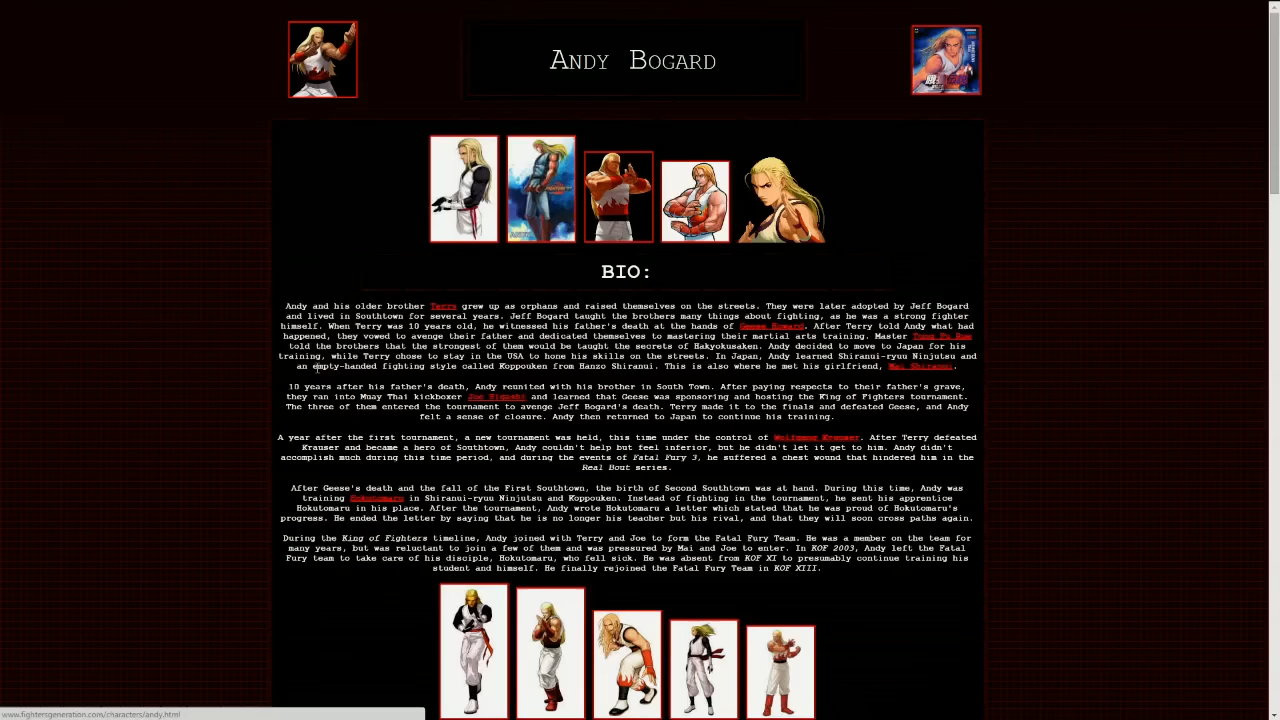 Andy Bogard
BIO:
Andy and his older brother Terry grew up as orphans and raised themselves on the streets. They were later adopted by Jeff Bogard
and lived in Southtown for several years. Jeff Bogard taught the brothers many things about fighting, as he was a strong fighter
himself. When Terry was 10 years old, he witnessed his father's death at the hands of Geese Howard. After Terry told Andy what had
happened, they vowed to avenge their father and dedicated themselves to mastering their martial arts training. Master Tung Fu Rue
told the brothers that the strongest of them would be taught the secrets of Hakyokusaken. Andy decided to move to Japan for his
training, while Terry chose to stay in the USA to hone his skills on the streets. In Japan, Andy learned Shiranui-ryuu Ninjutsu and
an empty-handed fighting style called Koppouken from Hanzo Shiranui. This is also where he met his girlfriend, Mai Shiranui.
10 years after his father's death, Andy reunited with his brother in South Town. After paying respects to their father's grave,
they ran into Muay Thai kickboxer Joe Higashi and learned that Geese was sponsoring and hosting the King of Fighters tournament.
The three of them entered the tournament to avenge Jeff Bogard's death. Terry made it to the finals and defeated Geese, and Andy
felt a sense of closure. Andy then returned to Japan to continue his training.
A year after the first tournament, a new tournament was held, this time under the control of Wolfgang Krauser. After Terry defeated
Krauser and became a hero of Southtown, Andy couldn't help but feel inferior, but he didn't let it get to him. Andy didn't
accomplish much during this time period, and during the events of Fatal Fury 3, he suffered a chest wound that hindered him in the
Real Bout series.
After Geese's death and the fall of the First Southtown, the birth of Second Southtown was at hand. During this time, Andy was
training Hokutomaru in Shiranui-ryuu Ninjutsu and Koppouken. Instead of fighting in the tournament, he sent his apprentice
Hokutomaru in his place. After the tournament, Andy wrote Hokutomaru a letter which stated that he was proud of Hokutomaru's
progress. He ended the letter by saying that he is no longer his teacher but his rival, and that they will soon cross paths again.
During the King of Fighters timeline, Andy joined with Terry and Joe to form the Fatal Fury Team. He was a member on the team for
many years, but was reluctant to join a few of them and was pressured by Mai and Joe to enter. In KOF 2003, Andy left the Fatal
Fury team to take care of his disciple, Hokutomaru, who fell sick. He was absent from KOF XI to presumably continue training his
student and himself. He finally rejoined the Fatal Fury Team in KOF XIII.
www.fightersgeneration.com/characters/andy.html